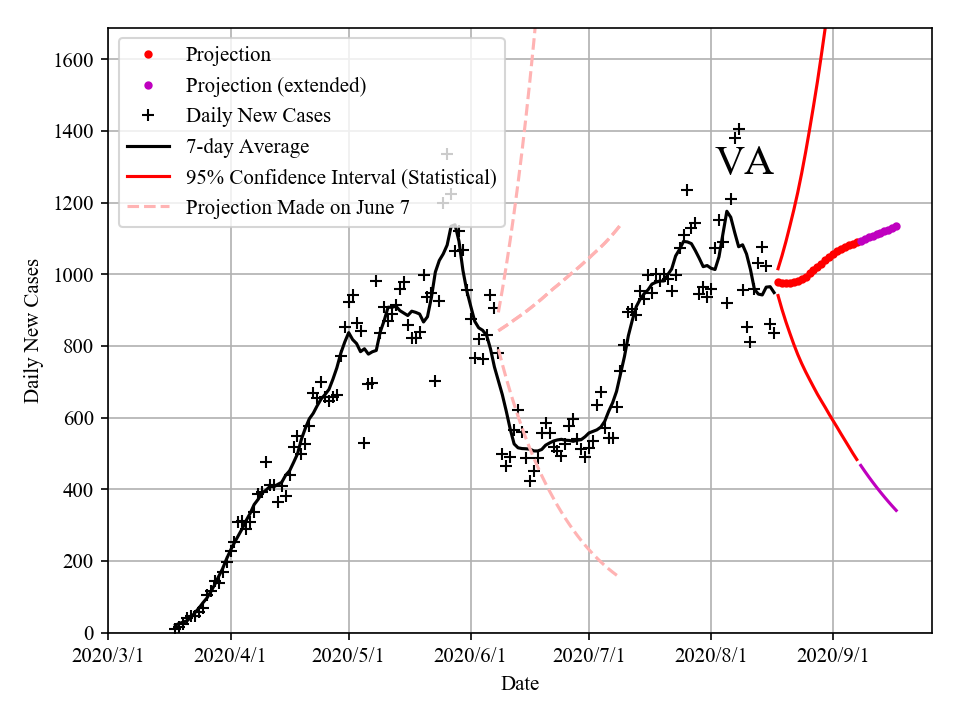 Projection
Projection (extended)
Daily New Cases
7-day Average
95% Confidence Interval (Statistical)
Projection Made on June 7
VA
1600
1400
1200
1000
800
600
400
200
0
Daily New Cases
2020/3/1 2020/4/1 2020/5/1 2020/6/1 2020/7/1 2020/8/1 2020/9/1
Date